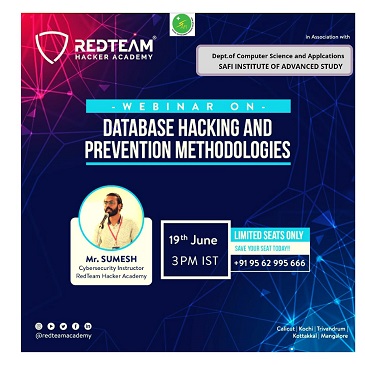 In Association with
REDTEAM®
HACKER ACADEMY
Dept.of Computer Science and Applcations
SAFI INSTITUTE OF ADVANCED STUDY
- WEBINAR ON -
DATABASE HACKING AND
PREVENTION METHODOLOGIES
Mr. SUMESH
Cybersecurity Instructor
RedTeam Hacker Academy
19th June
3PM IST
LIMITED SEATS ONLY
SAVE YOUR SEAT TODAY!!
+91 95 62 995 666
@redteamacademy
Calicut | Kochi | Trivandrum |
Kottakkal | Mangalore